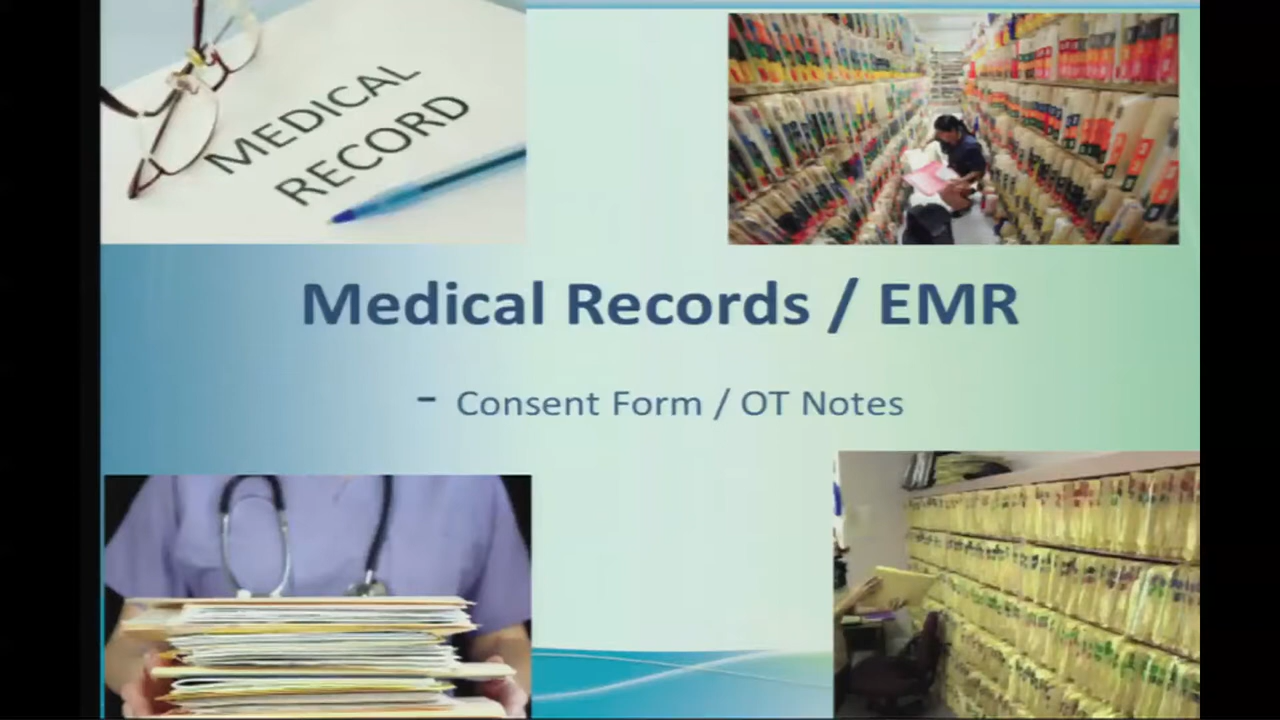 MEDICAL
RECORD
Medical Records / EMR
- Consent Form / OT Notes